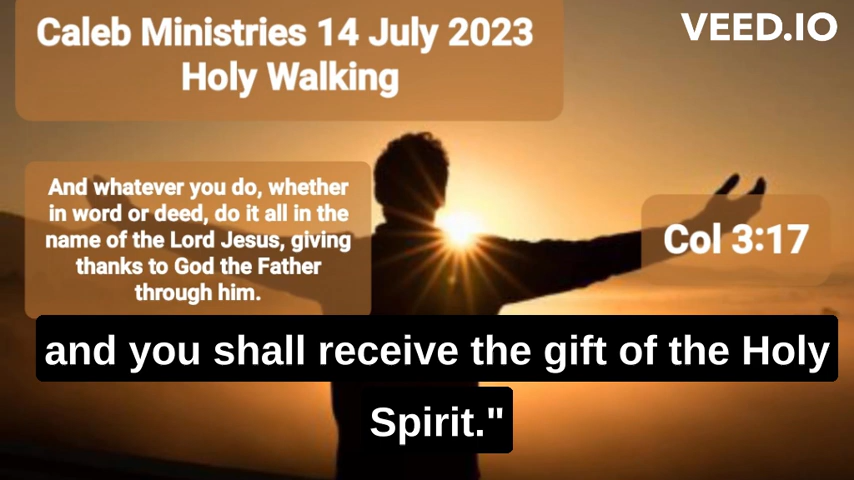 Caleb Ministries 14 July 2023
Holy Walking
VEED.IO
And whatever you do, whether
in word or deed, do it all in the
name of the Lord Jesus, giving
thanks to God the Father
through him.
Col 3:17
and you shall receive the gift of the Holy
Spirit."